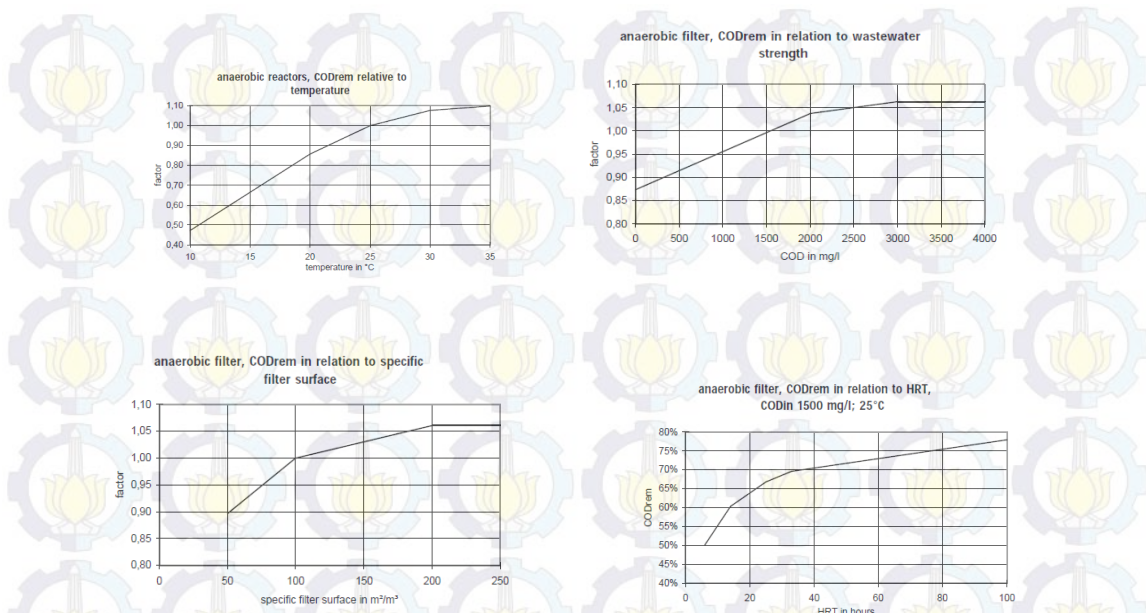 anaerobic reactors, CODrem relative to
temperature
1,10
1,00
0,90
0,80
0,70
0,60
0,50
0,40
factor
10 15 20 25 30 35
temperature in °C
anaerobic filter, CODrem in relation to wastewater
strength
1,10
1,05
1,00
0,95
0,90
0,85
0,80
factor
0 500 1000 1500 2000 2500 3000 3500 4000
COD in mg/l
anaerobic filter, CODrem in relation to specific
filter surface
1,10
1,05
1,00
0,95
0,90
0,85
0,80
factor
0 50 100 150 200 250
specific filter surface in m²/m³
anaerobic filter, CODrem in relation to HRT,
CODin 1500 mg/l; 25°C
80%
75%
70%
65%
60%
55%
50%
45%
40%
CODrem
0 20 40 60 80 100
HRT in hours